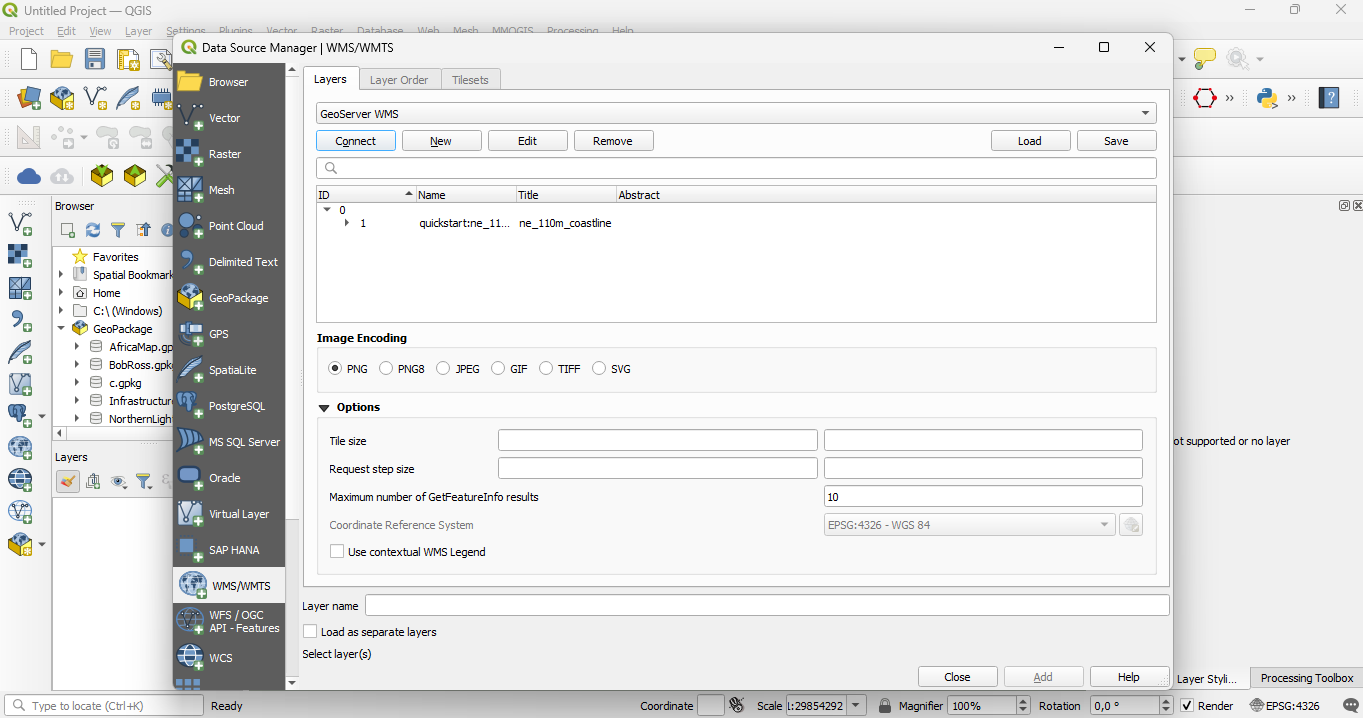 Untitled Project — QGIS
Project Edit View Layer Settings Plugins Vector Raster Database Web Mesh MMQGIS Processing Help
Data Source Manager | WMS/WMTS
Browser
Vector
Raster
Mesh
Point Cloud
Delimited Text
GeoPackage
GPS
SpatiaLite
PostgreSQL
MS SQL Server
Oracle
Virtual Layer
SAP HANA
WMS/WMTS
WFS / OGC
API - Features
WCS
Layers Layer Order Tilesets
GeoServer WMS
Connect New Edit Remove Load Save
ID Name Title Abstract
0
1 quickstart:ne_11... ne_110m_coastline
Image Encoding
PNG PNG8 JPEG GIF TIFF SVG
Options
Tile size
Request step size
Maximum number of GetFeatureInfo results 10
Coordinate Reference System EPSG:4326 - WGS 84
Use contextual WMS Legend
Layer name
Load as separate layers
Select layer(s)
Close Add Help
Browser
Favorites
Spatial Bookmark
Home
C:\ (Windows)
GeoPackage
AfricaMap.gp
BobRoss.gpk
c.gpkg
Infrastructur
NorthernLigh
Layers
ot supported or no layer
Layer Styli... Processing Toolbox
Type to locate (Ctrl+K) Ready Coordinate Scale 1:29854292 Magnifier 100% Rotation 0,0 ° Render EPSG:4326